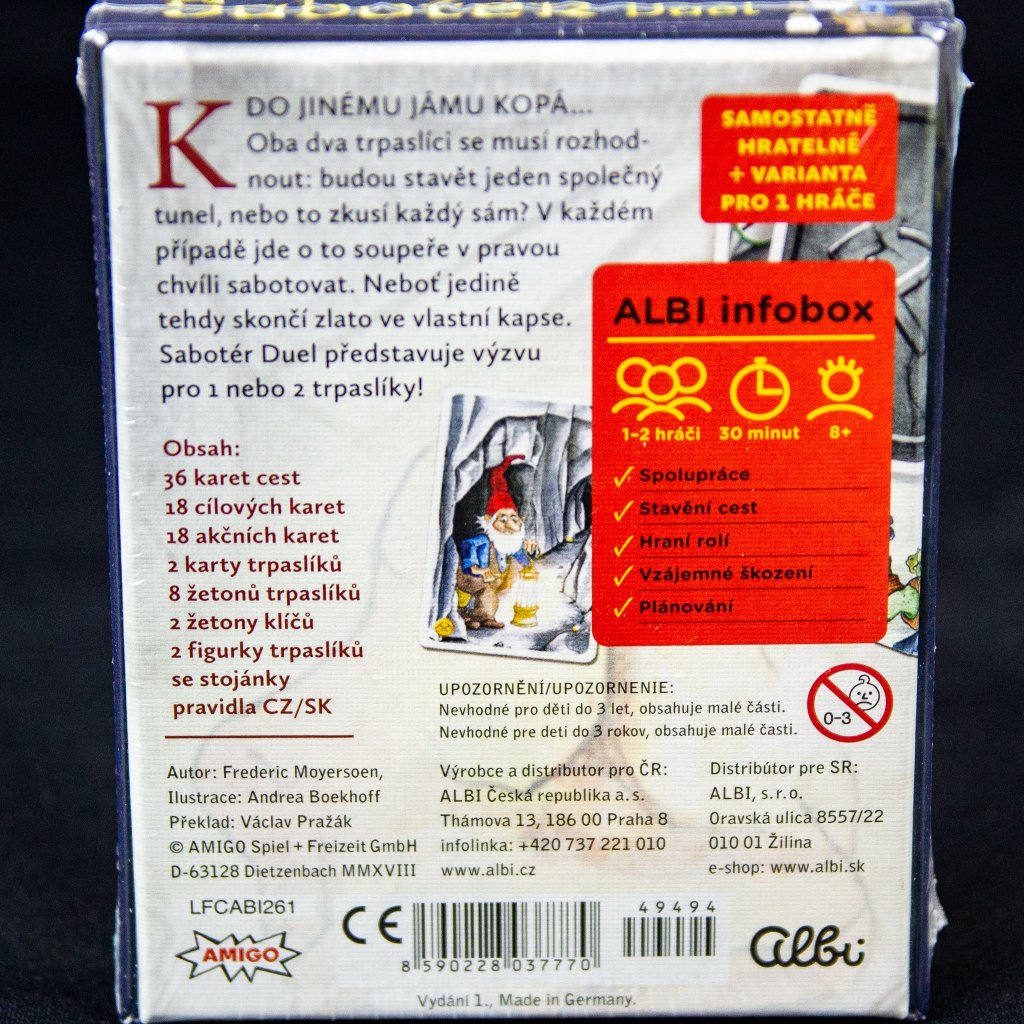 Sabotér Duel
KDO JINÉMU JÁMU KOPÁ...
Oba dva trpaslíci se musí rozhod-
nout: budou stavět jeden společný
tunel, nebo to zkusí každý sám? V každém
případě jde o to soupeře v pravou
chvíli sabotovat. Neboť jedině
tehdy skončí zlato ve vlastní kapse.
Sabotér Duel představuje výzvu
pro 1 nebo 2 trpaslíky!
SAMOSTATNĚ
HRATELNÉ
+ VARIANTA
PRO 1 HRÁČE
ALBI infobox
1–2 hráči 30 minut 8+
✓ Spolupráce
✓ Stavění cest
✓ Hraní rolí
✓ Vzájemné škození
✓ Plánování
Obsah:
36 karet cest
18 cílových karet
18 akčních karet
2 karty trpaslíků
8 žetonů trpaslíků
2 žetony klíčů
2 figurky trpaslíků
se stojánky
pravidla CZ/SK
UPOZORNĚNÍ/UPOZORNENIE:
Nevhodné pro děti do 3 let, obsahuje malé části.
Nevhodné pre deti do 3 rokov, obsahuje malé časti.
0-3
Autor: Frederic Moyersoen,
Ilustrace: Andrea Boekhoff
Překlad: Václav Pražák
© AMIGO Spiel + Freizeit GmbH
D-63128 Dietzenbach MMXVIII
Výrobce a distributor pro ČR:
ALBI Česká republika a.s.
Thámova 13, 186 00 Praha 8
infolinka: +420 737 221 010
www.albi.cz
Distribútor pre SR:
ALBI, s.r.o.
Oravská ulica 8557/22
010 01 Žilina
e-shop: www.albi.sk
LFCABI261
AMIGO
CE
8 590228 037770
49494
albi
Vydání 1., Made in Germany.